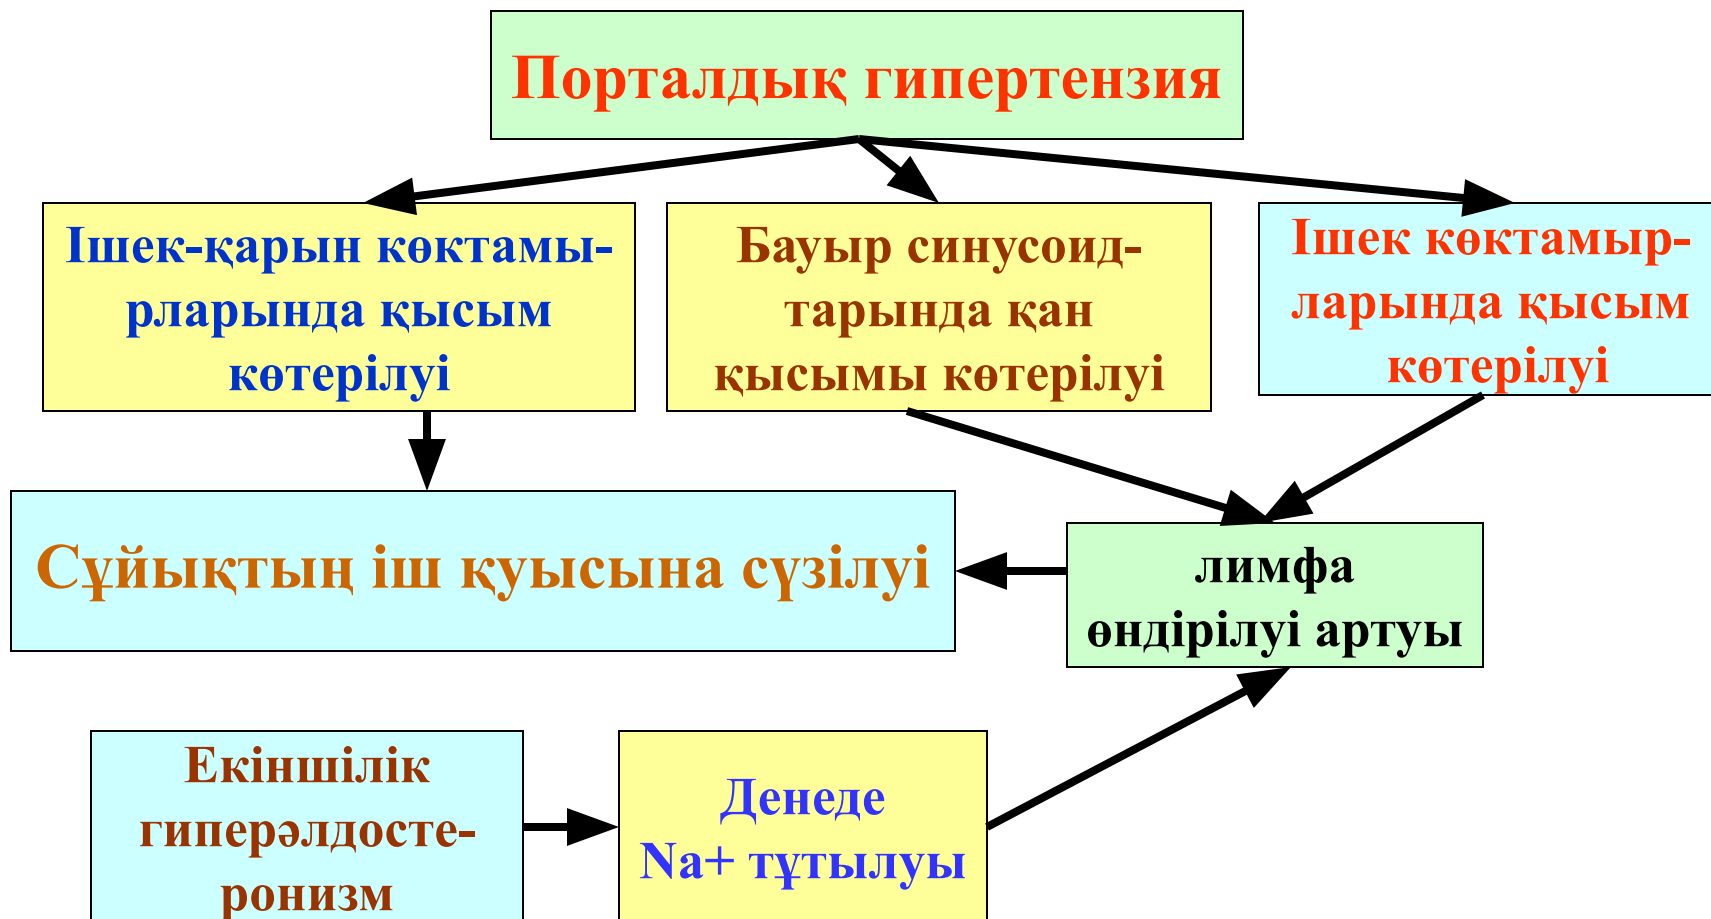 Порталдық гипертензия
Ішек-қарын көктамы-
рларында қысым
көтерілуі
Бауыр синусоид-
тарында қан
қысымы көтерілуі
Ішек көктамыр-
ларында қысым
көтерілуі
Сұйықтың іш қуысына сүзілуі
лимфа
өндірілуі артуы
Екіншілік
гиперәлдосте-
ронизм
Денеде
Na+ тұтылуы